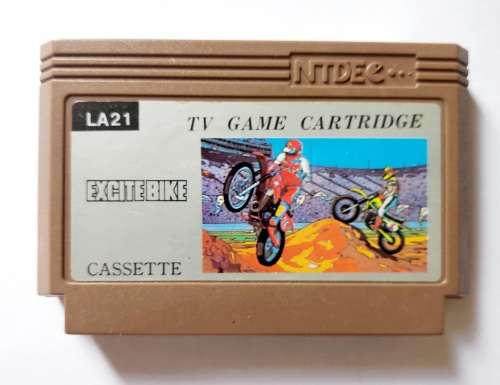 NTDEC...
LA21
TV GAME CARTRIDGE
EXCITEBIKE
CASSETTE